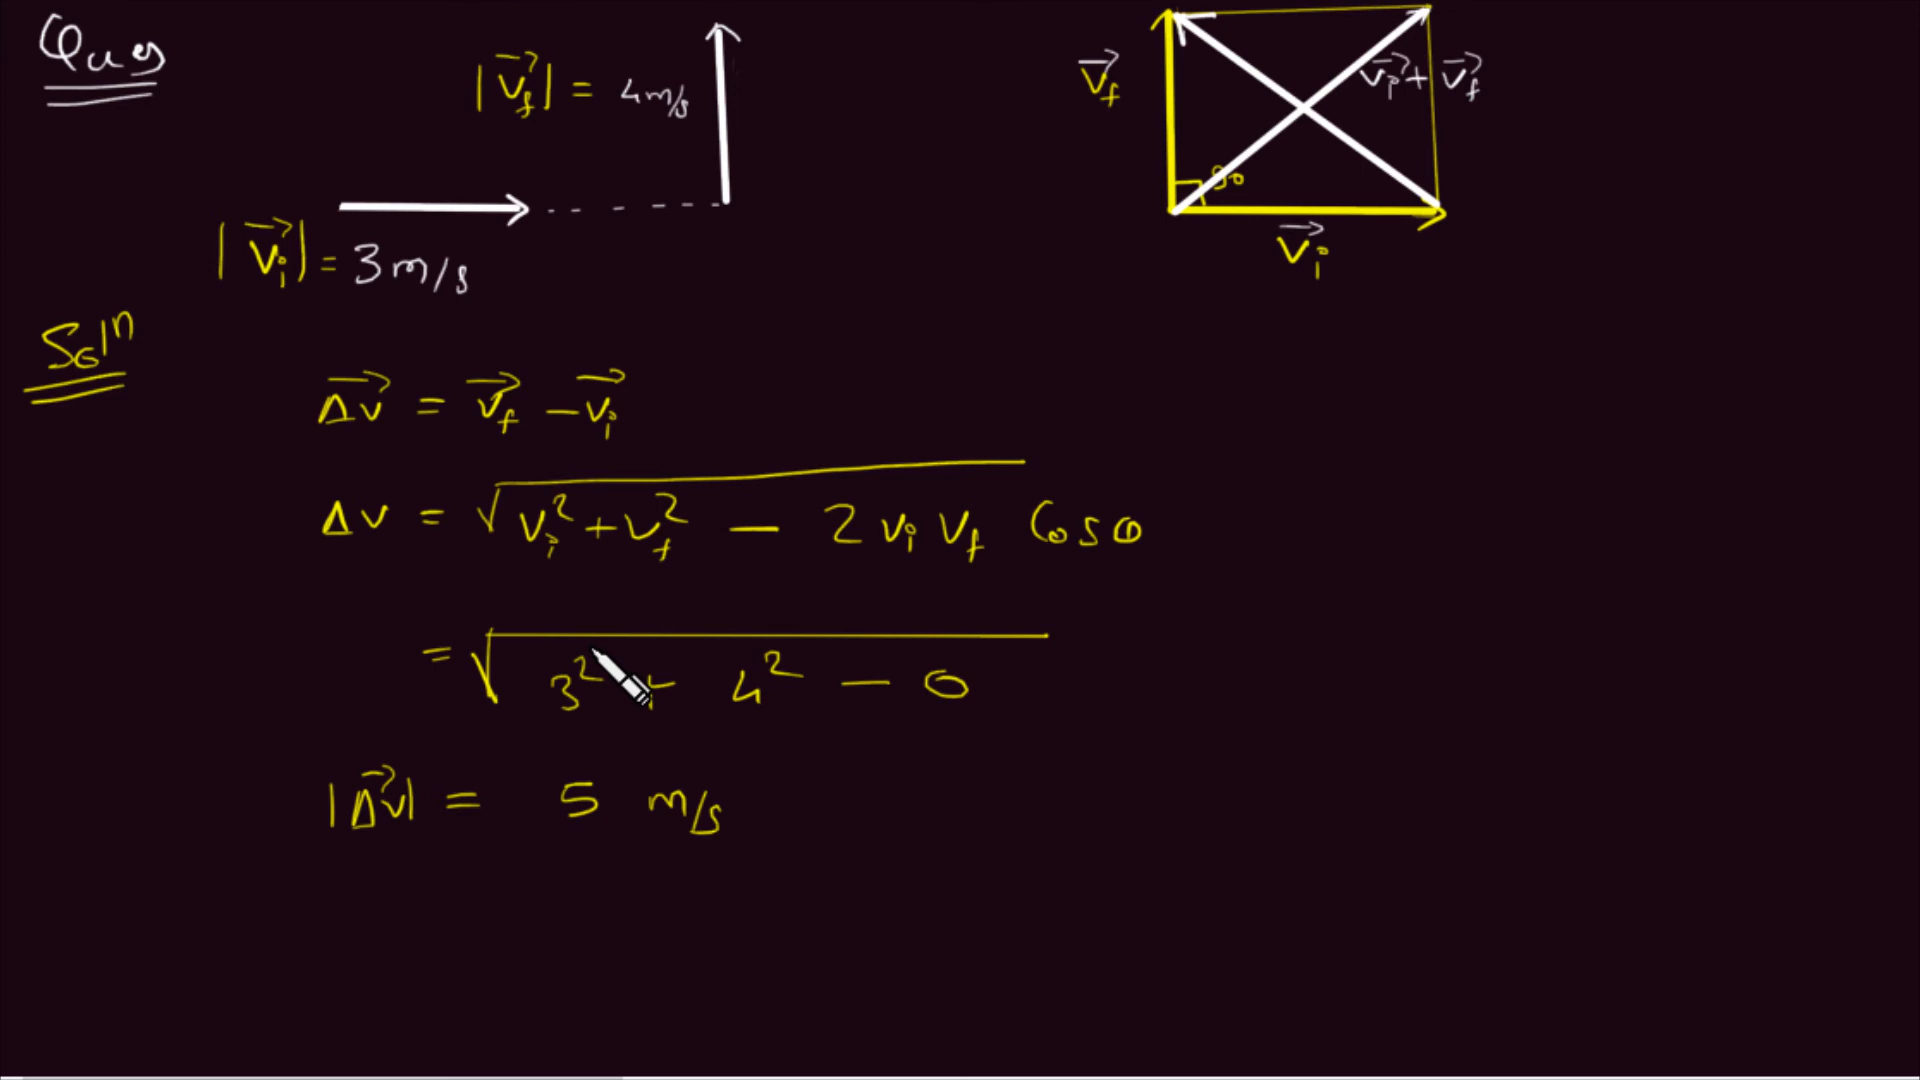 Ques
|v⃗f| = 4m/s
|v⃗i| = 3m/s
v⃗f
v⃗i + v⃗f
90
v⃗i
Solⁿ
Δv⃗ = v⃗f − v⃗i
Δv = √vi² + vf² − 2 vi vf Cosθ
= √3² + 4² − 0
|Δv⃗| = 5 m/s